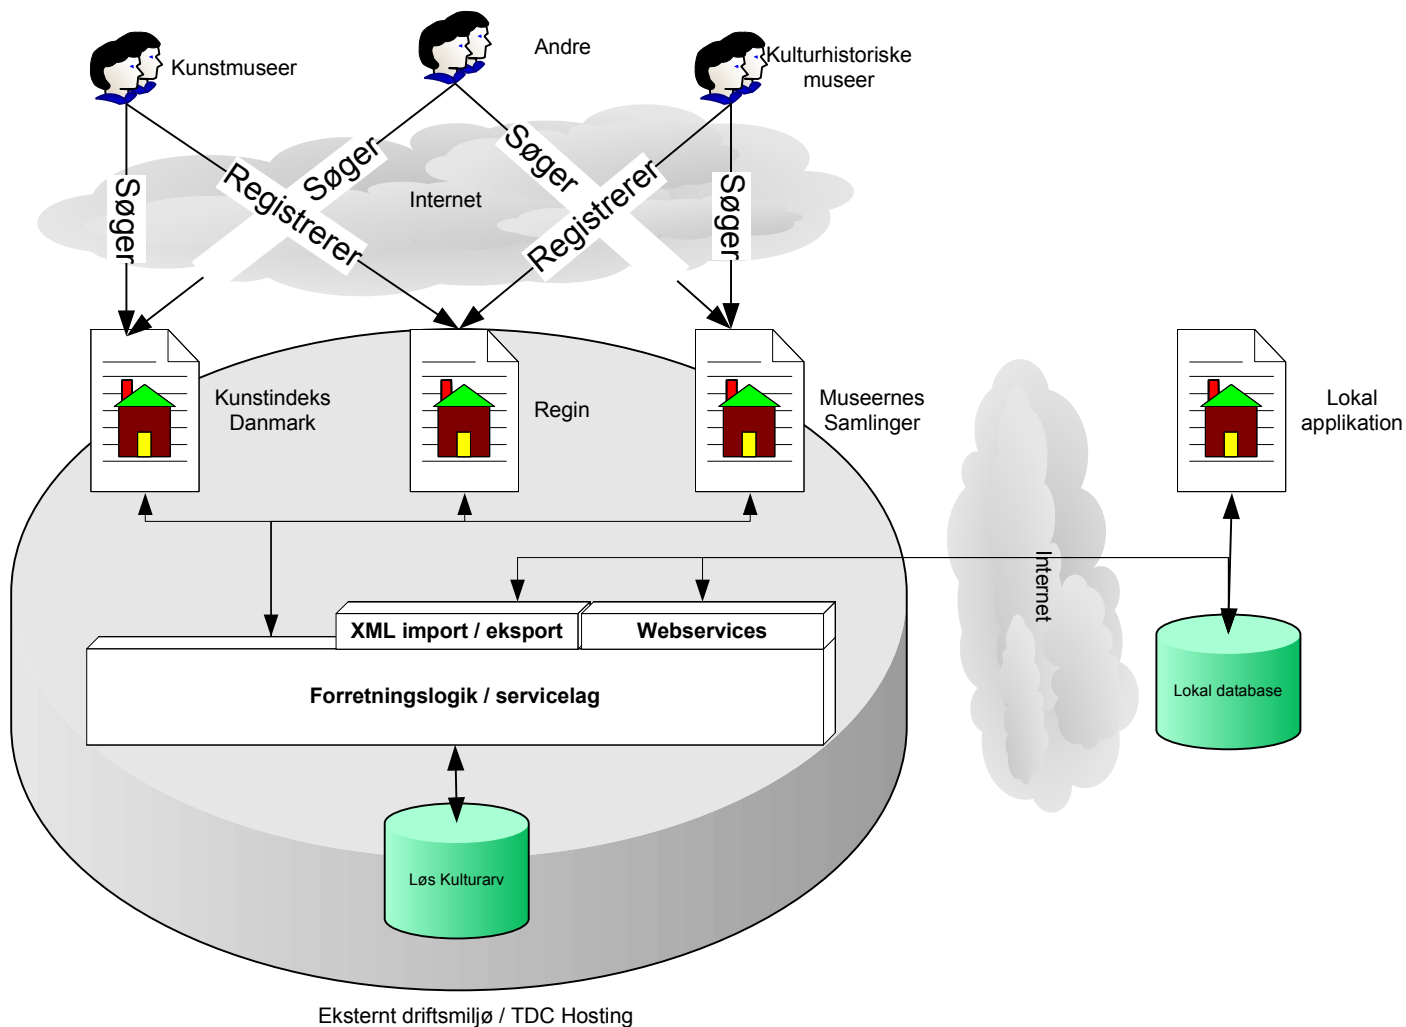 Kunstmuseer
Andre
Kulturhistoriske
museer
Søger
Registrerer
Søger
Internet
Søger
Registrerer
Søger
Kunstindeks
Danmark
Regin
Museernes
Samlinger
Lokal
applikation
Internet
XML import / eksport
Webservices
Forretningslogik / servicelag
Lokal database
Løs Kulturarv
Eksternt driftsmiljø / TDC Hosting